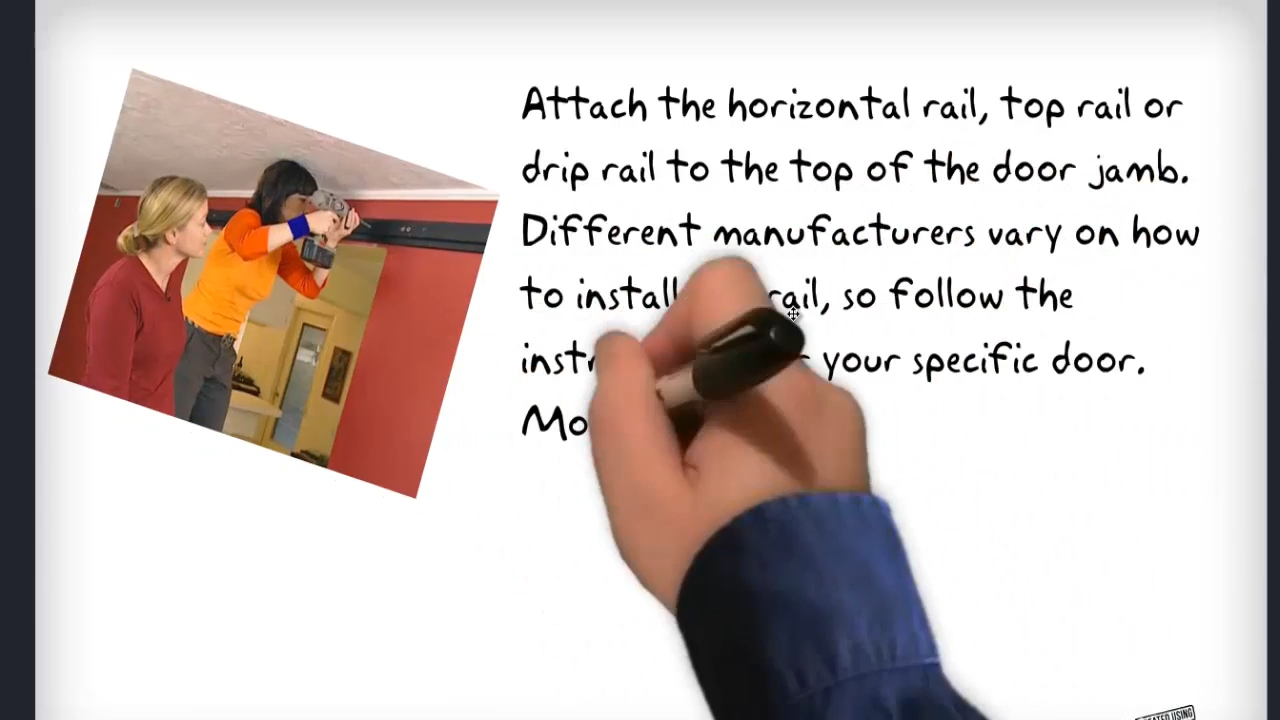 Attach the horizontal rail, top rail or
drip rail to the top of the door jamb.
Different manufacturers vary on how
to install rail, so follow the
your specific door.